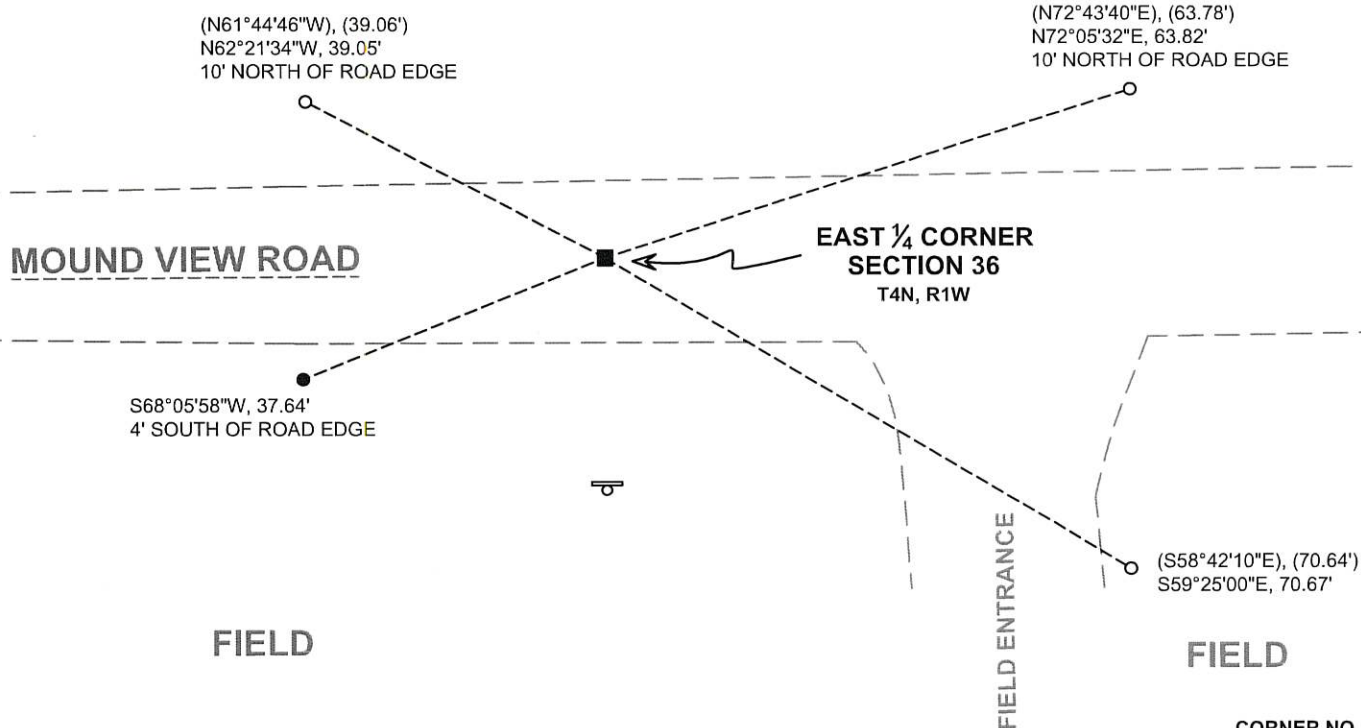 (N61°44'46"W), (39.06')
N62°21'34"W, 39.05'
10' NORTH OF ROAD EDGE
(N72°43'40"E), (63.78')
N72°05'32"E, 63.82'
10' NORTH OF ROAD EDGE
MOUND VIEW ROAD
EAST ¼ CORNER
SECTION 36
T4N, R1W
S68°05'58"W, 37.64'
4' SOUTH OF ROAD EDGE
(S58°42'10"E), (70.64')
S59°25'00"E, 70.67'
FIELD
FIELD ENTRANCE
FIELD
CORNER NO